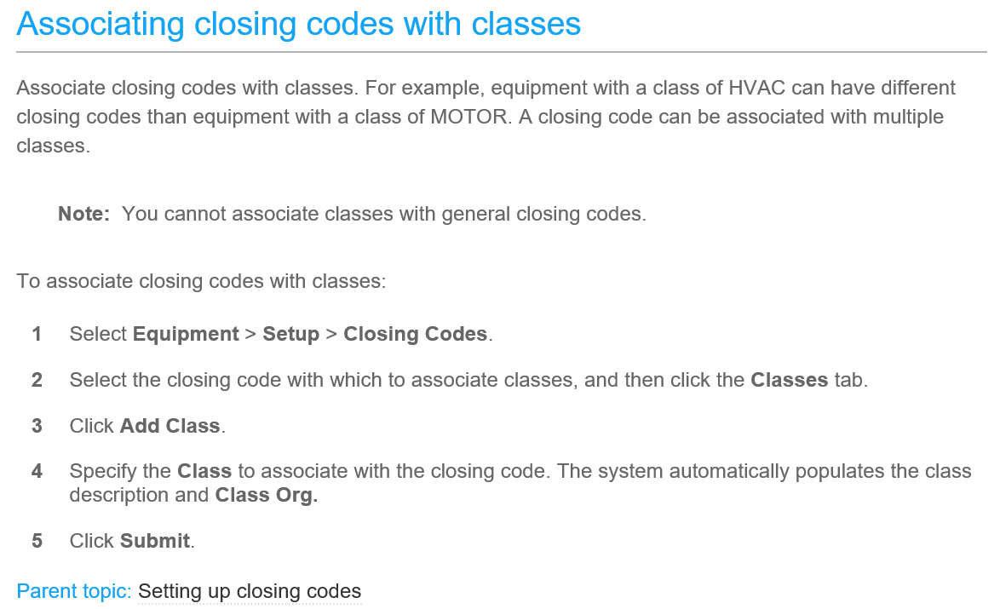 Associating closing codes with classes
Associate closing codes with classes. For example, equipment with a class of HVAC can have different
closing codes than equipment with a class of MOTOR. A closing code can be associated with multiple
classes.
Note: You cannot associate classes with general closing codes.
To associate closing codes with classes:
1 Select Equipment > Setup > Closing Codes.
2 Select the closing code with which to associate classes, and then click the Classes tab.
3 Click Add Class.
4 Specify the Class to associate with the closing code. The system automatically populates the class
description and Class Org.
5 Click Submit.
Parent topic: Setting up closing codes